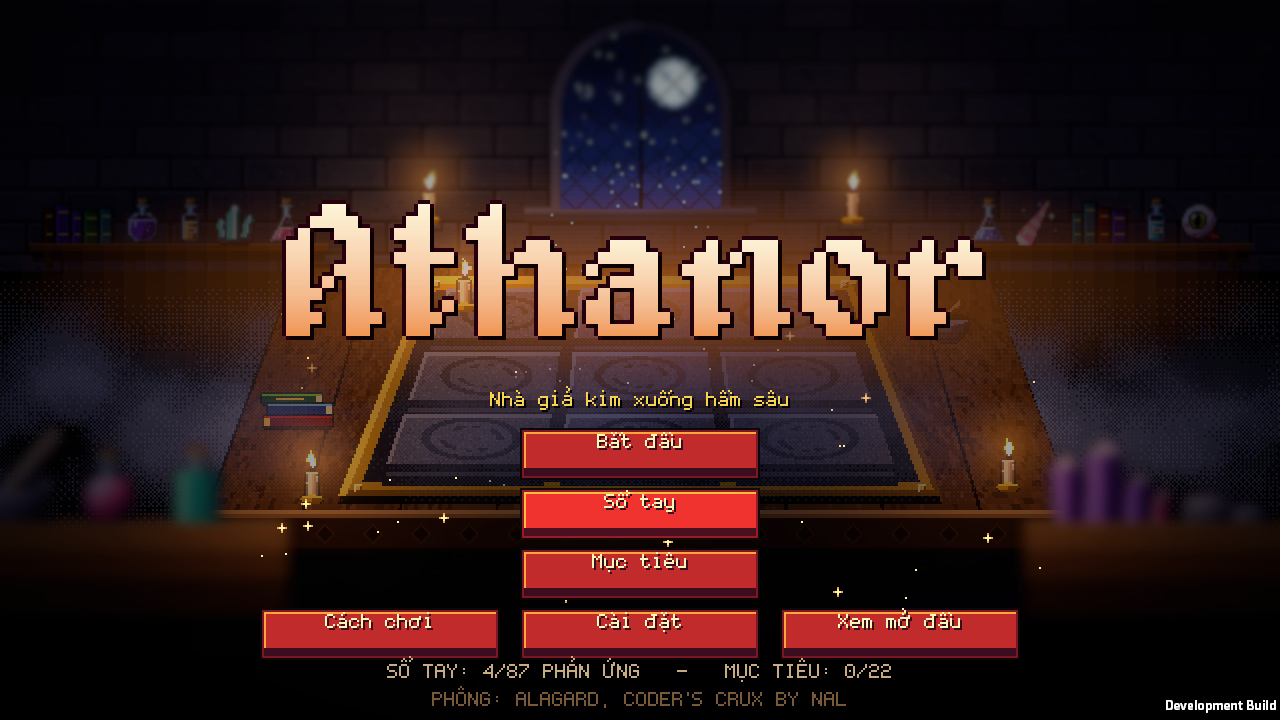 Athanor
Nhà giả kim xuống hầm sâu
Bắt đầu
Sổ tay
Mục tiêu
Cách chơi Cài đặt Xem mở đầu
SỔ TAY: 4/87 PHẢN ỨNG — MỤC TIÊU: 0/22
PHÔNG: ALAGARD, CODER'S CRUX BY NAL
Development Build